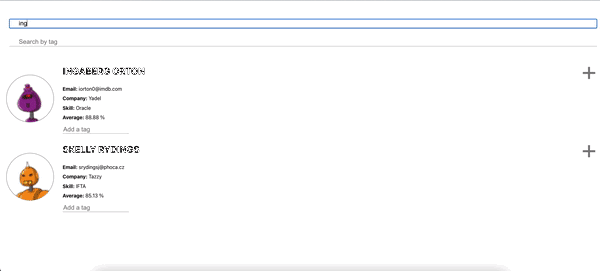 ing
Search by tag
INGABERG ORTON
Email: iorton0@imdb.com
Company: Yadel
Skill: Oracle
Average: 88.88 %
Add a tag
SKELLY RYDINGS
Email: srydingsj@phoca.cz
Company: Tazzy
Skill: IFTA
Average: 85.13 %
Add a tag